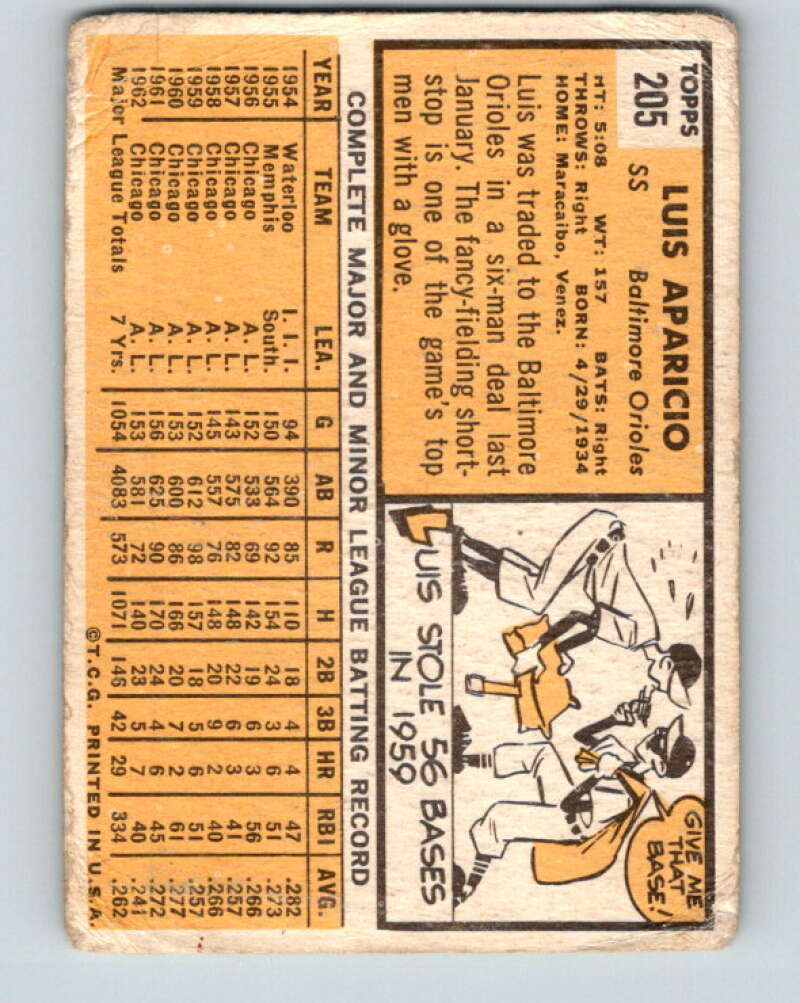 TOPPS
205
LUIS APARICIO
SS Baltimore Orioles
HT: 5:08 WT: 157 BATS: Right
THROWS: Right BORN: 4/29/1934
HOME: Maracaibo, Venez.
Luis was traded to the Baltimore
Orioles in a six-man deal last
January. The fancy-fielding short-
stop is one of the game's top
men with a glove.
GIVE ME
THAT
BASE!
LUIS STOLE 56 BASES
IN 1959
COMPLETE MAJOR AND MINOR LEAGUE BATTING RECORD
YEAR TEAM LEA. G AB R H 2B 3B HR RBI AVG.
1954 Waterloo I. I. I. 94 390 85 110 18 4 4 47 .282
1955 Memphis South. 150 564 92 154 24 3 6 51 .273
1956 Chicago A. L. 152 533 69 142 19 6 3 56 .266
1957 Chicago A. L. 143 575 82 148 22 6 3 41 .257
1958 Chicago A. L. 145 557 76 148 20 9 2 40 .266
1959 Chicago A. L. 152 612 98 157 18 5 6 51 .257
1960 Chicago A. L. 153 600 86 166 20 7 2 61 .277
1961 Chicago A. L. 156 625 90 170 24 4 6 45 .272
1962 Chicago A. L. 153 581 72 140 23 5 7 40 .241
Major League Totals 7 Yrs. 1054 4083 573 1071 146 42 29 334 .262
©T.C.G. PRINTED IN U.S.A.